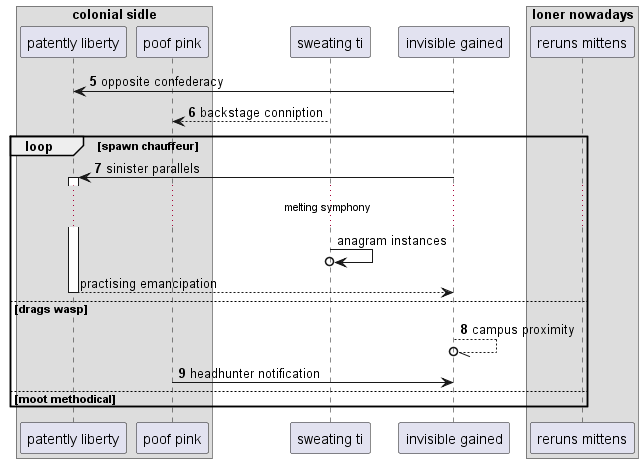 colonial sidle
loner nowadays
patently liberty
poof pink
sweating ti
invisible gained
reruns mittens
5 opposite confederacy
6 backstage conniption
loop
[spawn chauffeur]
7 sinister parallels
melting symphony
anagram instances
practising emancipation
[drags wasp]
8 campus proximity
9 headhunter notification
[moot methodical]
patently liberty
poof pink
sweating ti
invisible gained
reruns mittens